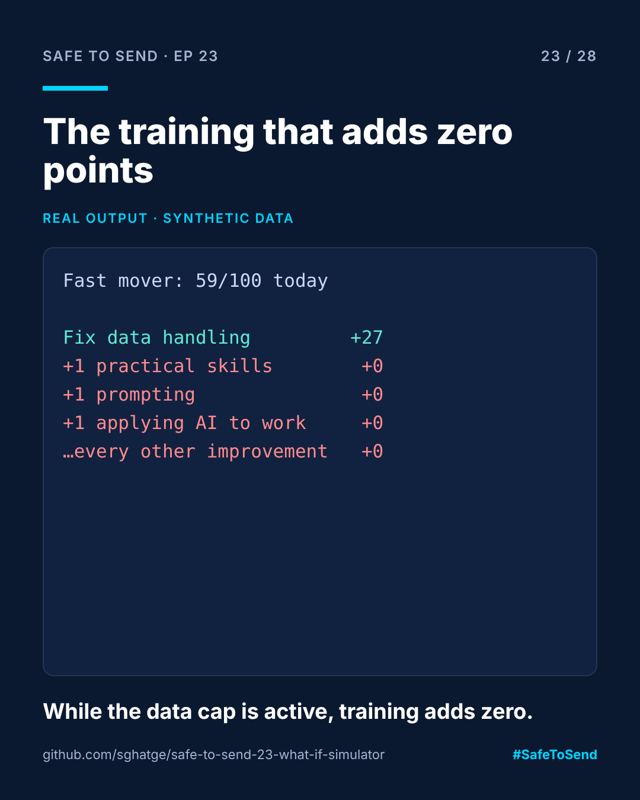 SAFE TO SEND · EP 23
23 / 28
The training that adds zero
points
REAL OUTPUT · SYNTHETIC DATA
Fast mover: 59/100 today
Fix data handling +27
+1 practical skills +0
+1 prompting +0
+1 applying AI to work +0
…every other improvement +0
While the data cap is active, training adds zero.
github.com/sghatge/safe-to-send-23-what-if-simulator
#SafeToSend